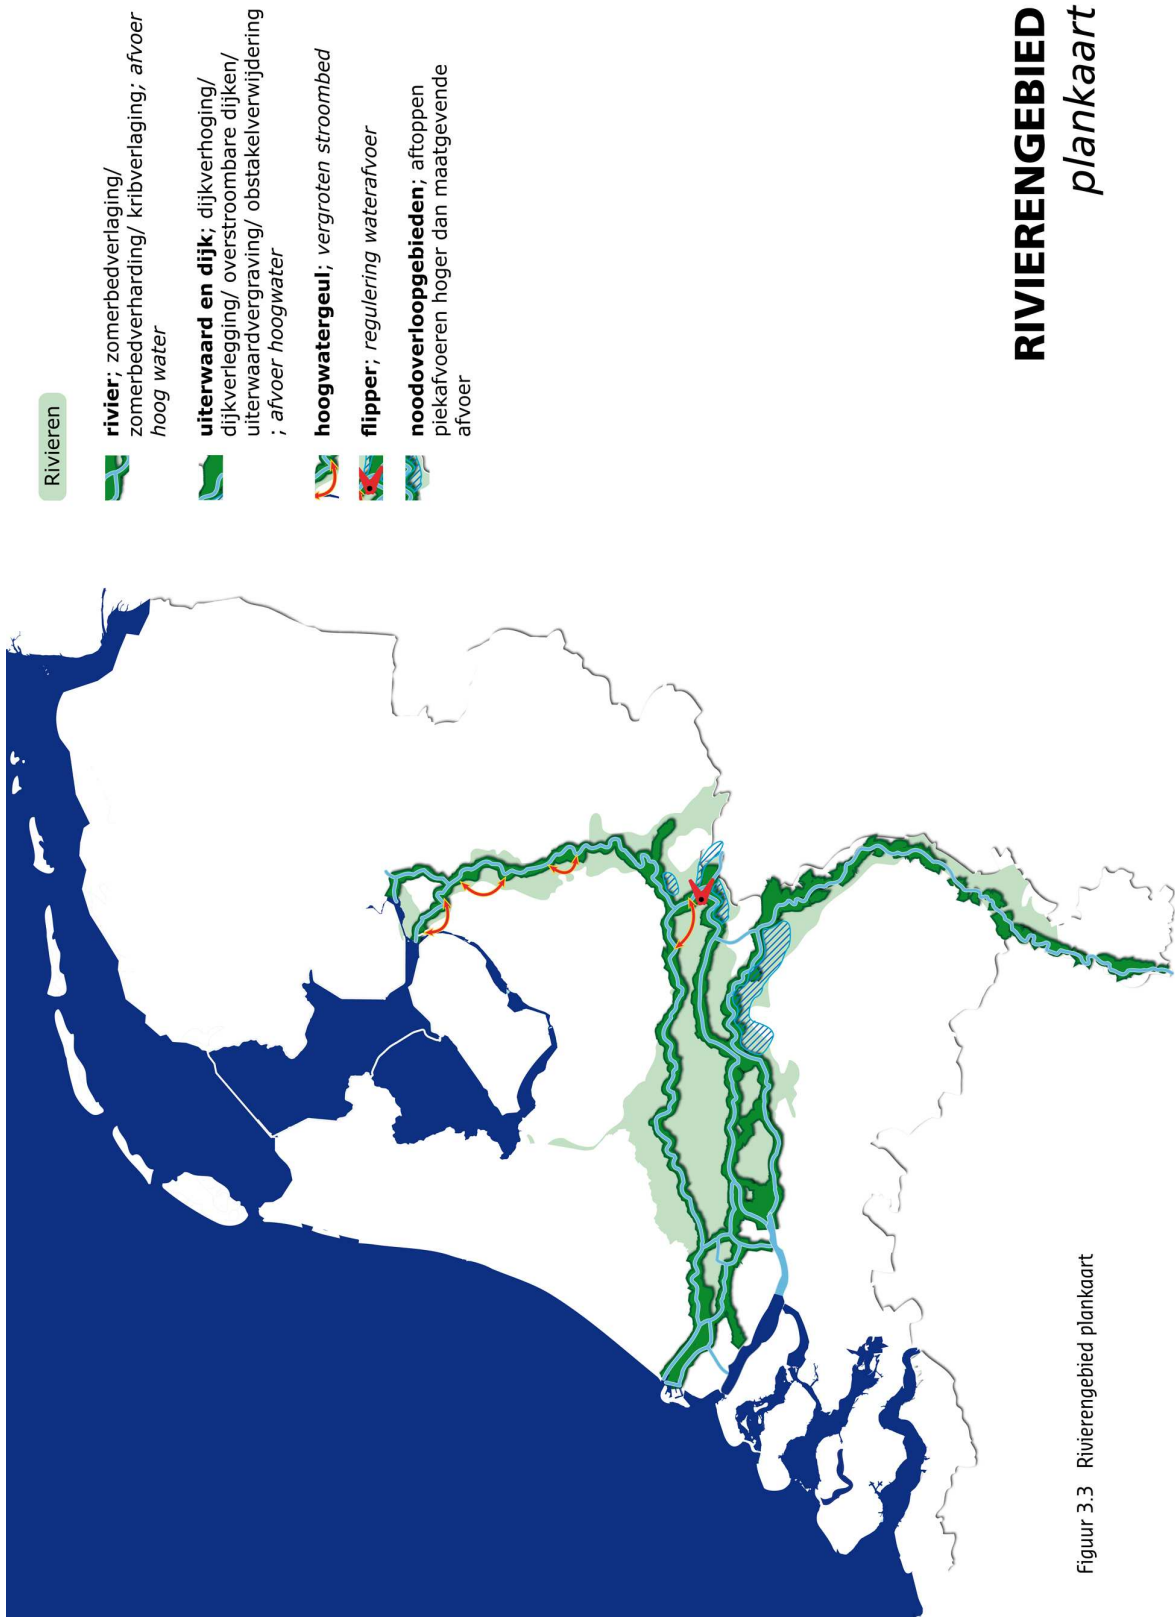 Rivieren
rivier; zomerbedverlaging/
zomerbedverharding/ kribverlaging; afvoer
hoog water
uiterwaard en dijk; dijkverhoging/
dijkverlegging/ overstroombare dijken/
uiterwaardvergraving/ obstakelverwijdering
; afvoer hoogwater
hoogwatergeul; vergroten stroombed
flipper; regulering waterafvoer
noodoverloopgebieden; aftoppen
piekafvoeren hoger dan maatgevende
afvoer
RIVIERENGEBIED
plankaart
Figuur 3.3 Rivierengebied plankaart